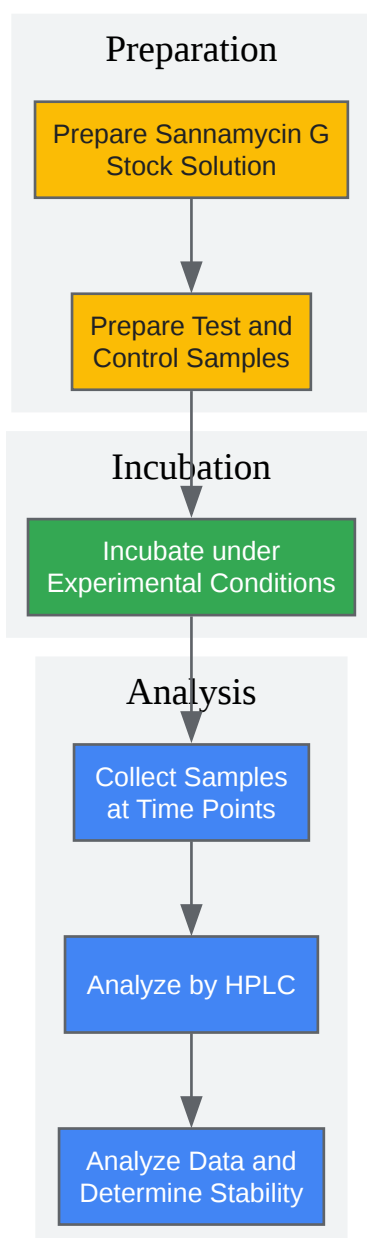 Preparation
Prepare Sannamycin G
Stock Solution
Prepare Test and
Control Samples
Incubation
Incubate under
Experimental Conditions
Analysis
Collect Samples
at Time Points
Analyze by HPLC
Analyze Data and
Determine Stability